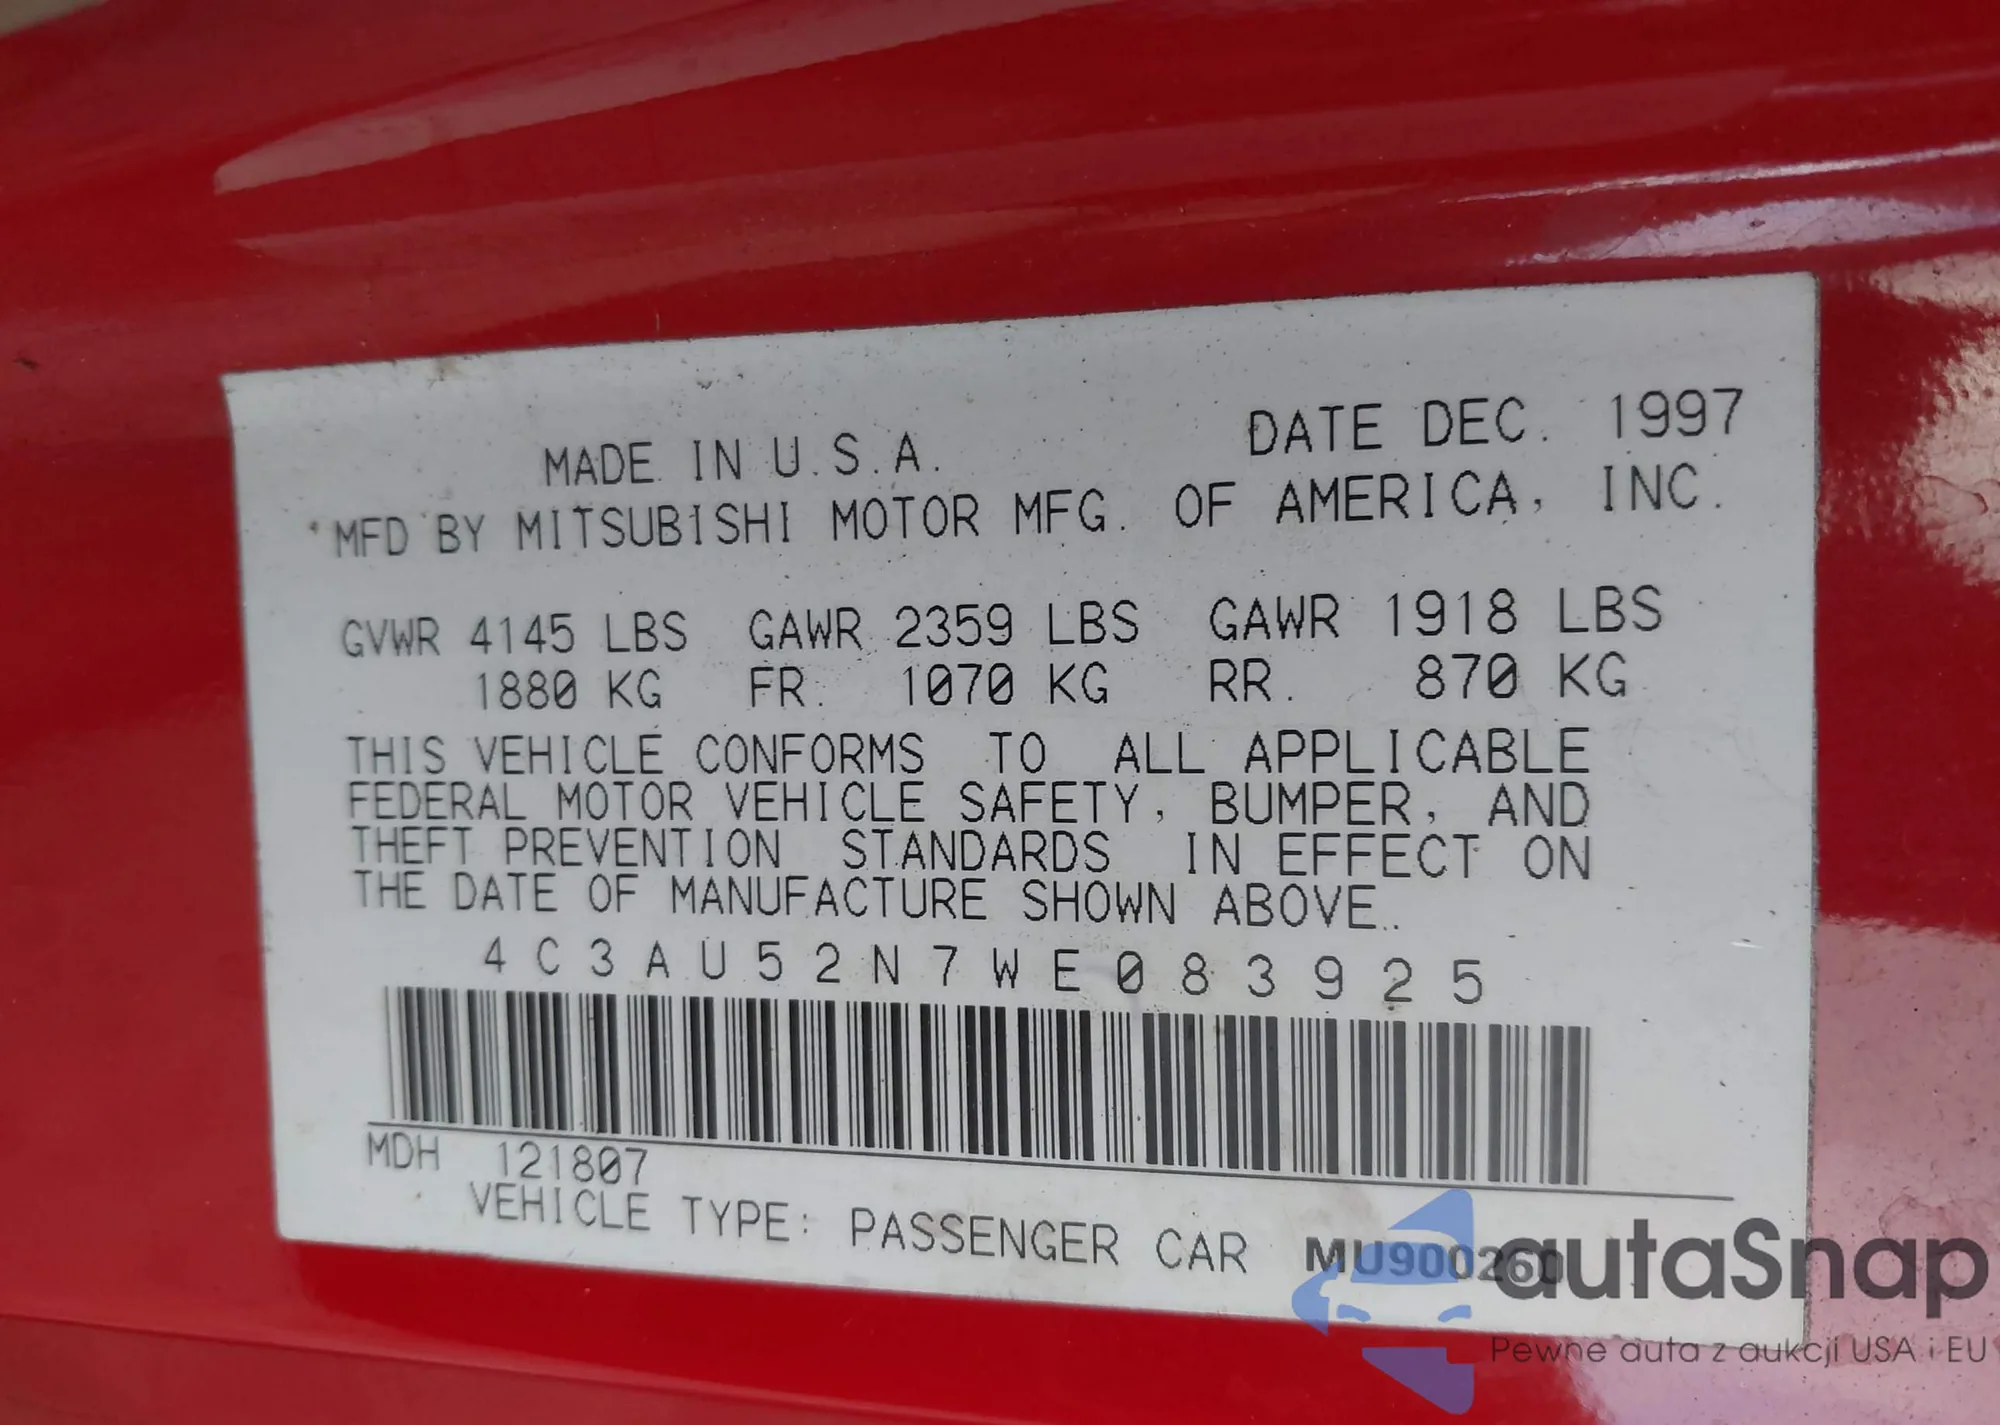 MADE IN U.S.A. DATE DEC. 1997
MFD BY MITSUBISHI MOTOR MFG. OF AMERICA, INC.
GVWR 4145 LBS GAWR 2359 LBS GAWR 1918 LBS
1880 KG FR. 1070 KG RR. 870 KG
THIS VEHICLE CONFORMS TO ALL APPLICABLE
FEDERAL MOTOR VEHICLE SAFETY, BUMPER, AND
THEFT PREVENTION STANDARDS IN EFFECT ON
THE DATE OF MANUFACTURE SHOWN ABOVE.
4C3AU52N7WE083925
MDH 121807
VEHICLE TYPE: PASSENGER CAR MU900260
autaSnap
Pewne auta z aukcji USA i EU